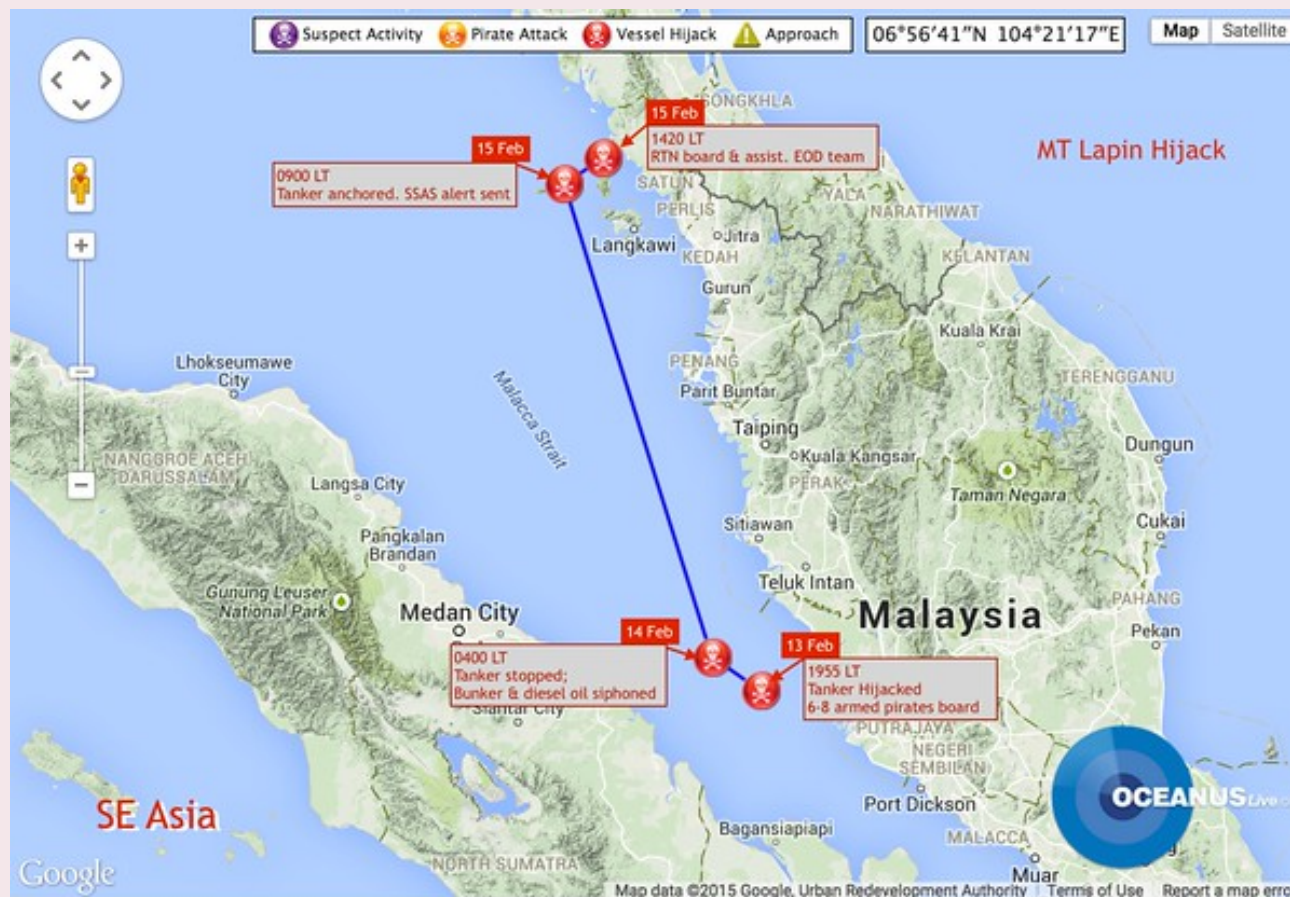 Suspect Activity
Pirate Attack
Vessel Hijack
Approach
06°56'41"N 104°21'17"E
Map
Satellite
SONGKHLA
15 Feb
1420 LT
RTN board & assist. EOD team
MT Lapin Hijack
15 Feb
0900 LT
Tanker anchored. SSAS alert sent
SATUN
YALA
PERLIS
NARATHIWAT
Langkawi
Jitra
KEDAH
KELANTAN
Gurun
Kuala Krai
Lhokseumawe
City
PENANG
TERENGGANU
Parit Buntar
Malacca Strait
Taiping
Dungun
Kuala Kangsar
NANGGROE ACEH
DARUSSALAM
PERAK
Langsa City
Taman Negara
Sitiawan
Cukai
Pangkalan
Brandan
Teluk Intan
Gunung Leuser
National Park
Medan City
Malaysia
PAHANG
Pekan
14 Feb
0400 LT
Tanker stopped;
Bunker & diesel oil siphoned
13 Feb
1955 LT
Tanker Hijacked
6-8 armed pirates board
Siantar City
PUTRAJAYA
NEGERI
SEMBILAN
OCEANUS Live
SE Asia
Port Dickson
Bagansiapiapi
MALACCA
NORTH SUMATRA
Muar
Google
Map data ©2015 Google, Urban Redevelopment Authority
Terms of Use
Report a map erro